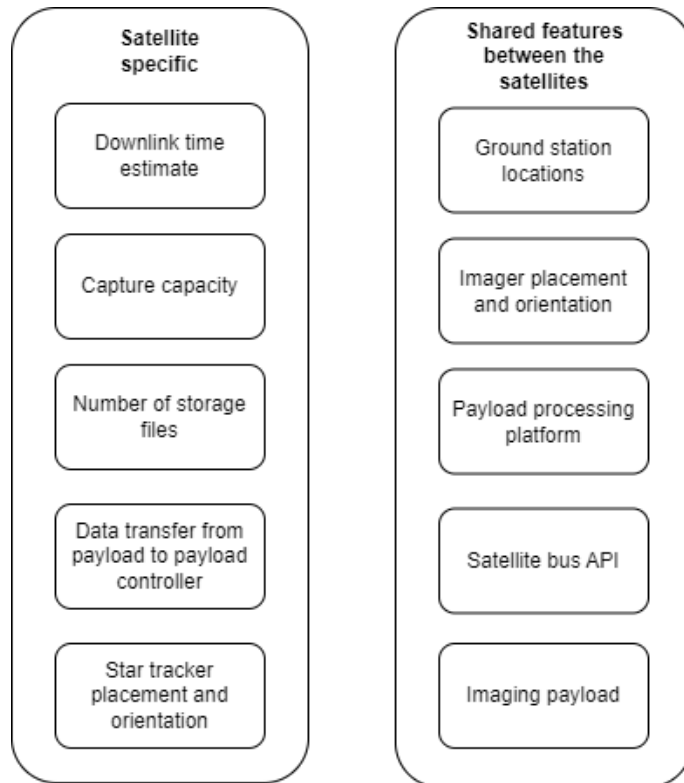 Satellite
specific
Downlink time
estimate
Capture capacity
Number of storage
files
Data transfer from
payload to payload
controller
Star tracker
placement and
orientation
Shared features
between the
satellites
Ground station
locations
Imager placement
and orientation
Payload processing
platform
Satellite bus API
Imaging payload